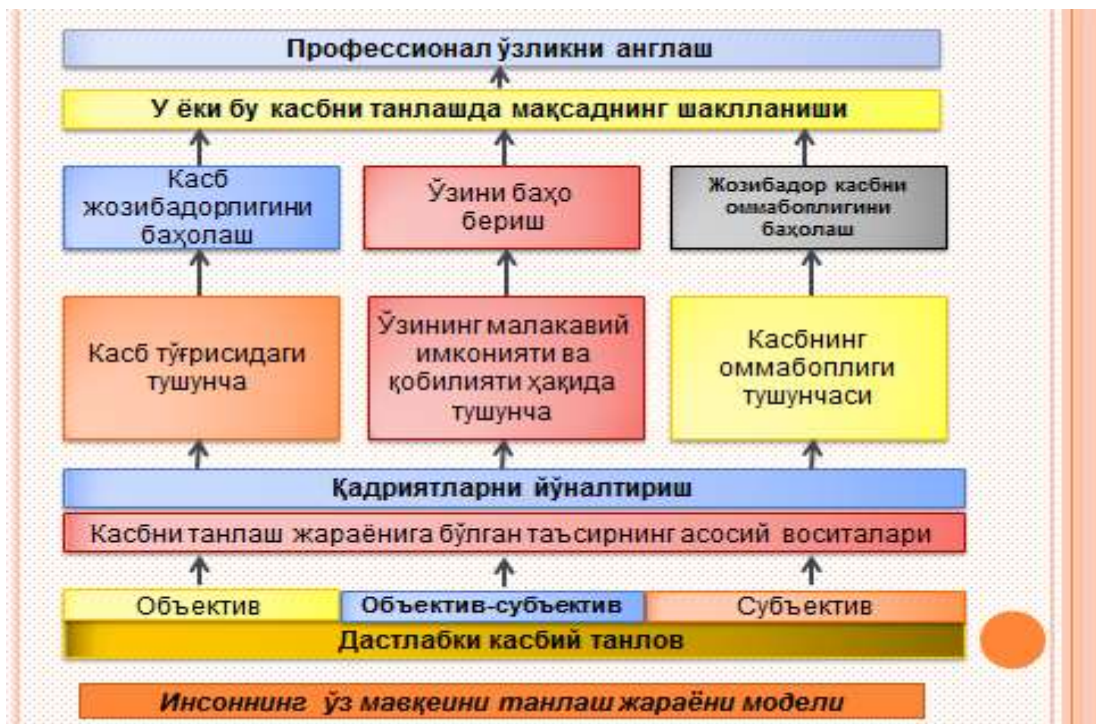 Профессионал ўзликни англаш
У ёки бу касбни танлашда мақсаднинг шаклланиши
Касб
жозибадорлигини
баҳолаш
Ўзини баҳо
бериш
Жозибадор касбни
оммабоплигини
баҳолаш
Касб тўғрисидаги
тушунча
Ўзининг малакавий
имконияти ва
қобилияти ҳақида
тушунча
Касбнинг
оммабоплиги
тушунчаси
Қадриятларни йўналтириш
Касбни танлаш жараёнига бўлган таъсирнинг асосий воситалари
Объектив
Объектив-субъектив
Субъектив
Дастлабки касбий танлов
Инсоннинг ўз мавқеини танлаш жараёни модели